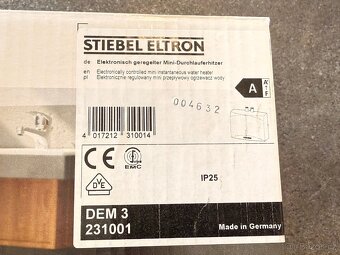 STIEBEL ELTRON
de Elektronisch geregelter Mini-Durchlauferhitzer
en Electronically controlled mini instantaneous water heater
pl Elektronicznie regulowany mini przepływowy ogrzewacz wody
A
004632
4 017212 310014
CE
EMC
VDE
IP25
DEM 3
231001
Made in Germany